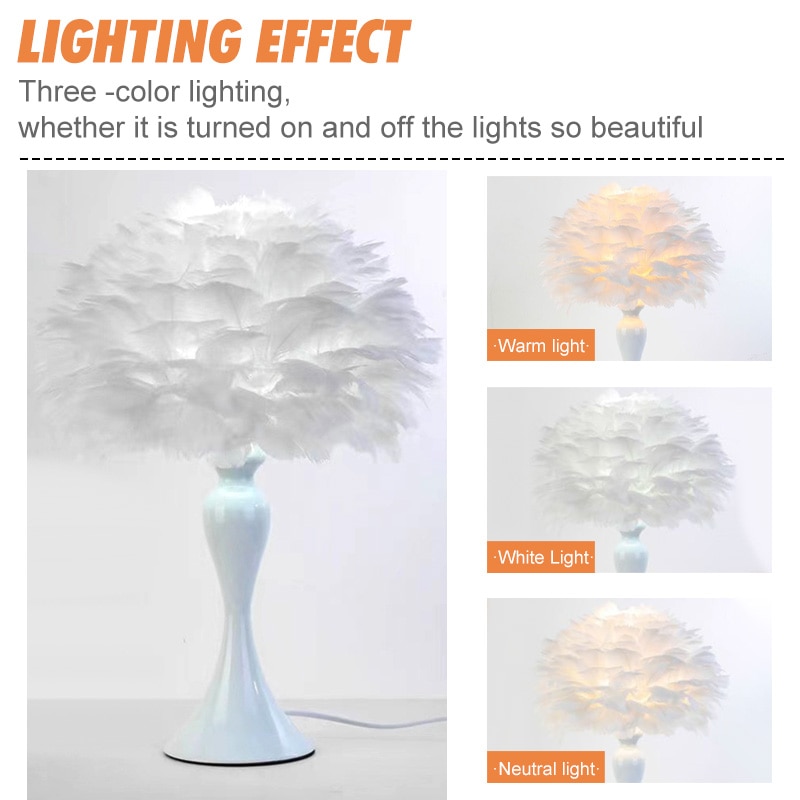 LIGHTING EFFECT
Three -color lighting,
whether it is turned on and off the lights so beautiful
·Warm light·
·White Light·
·Neutral light·